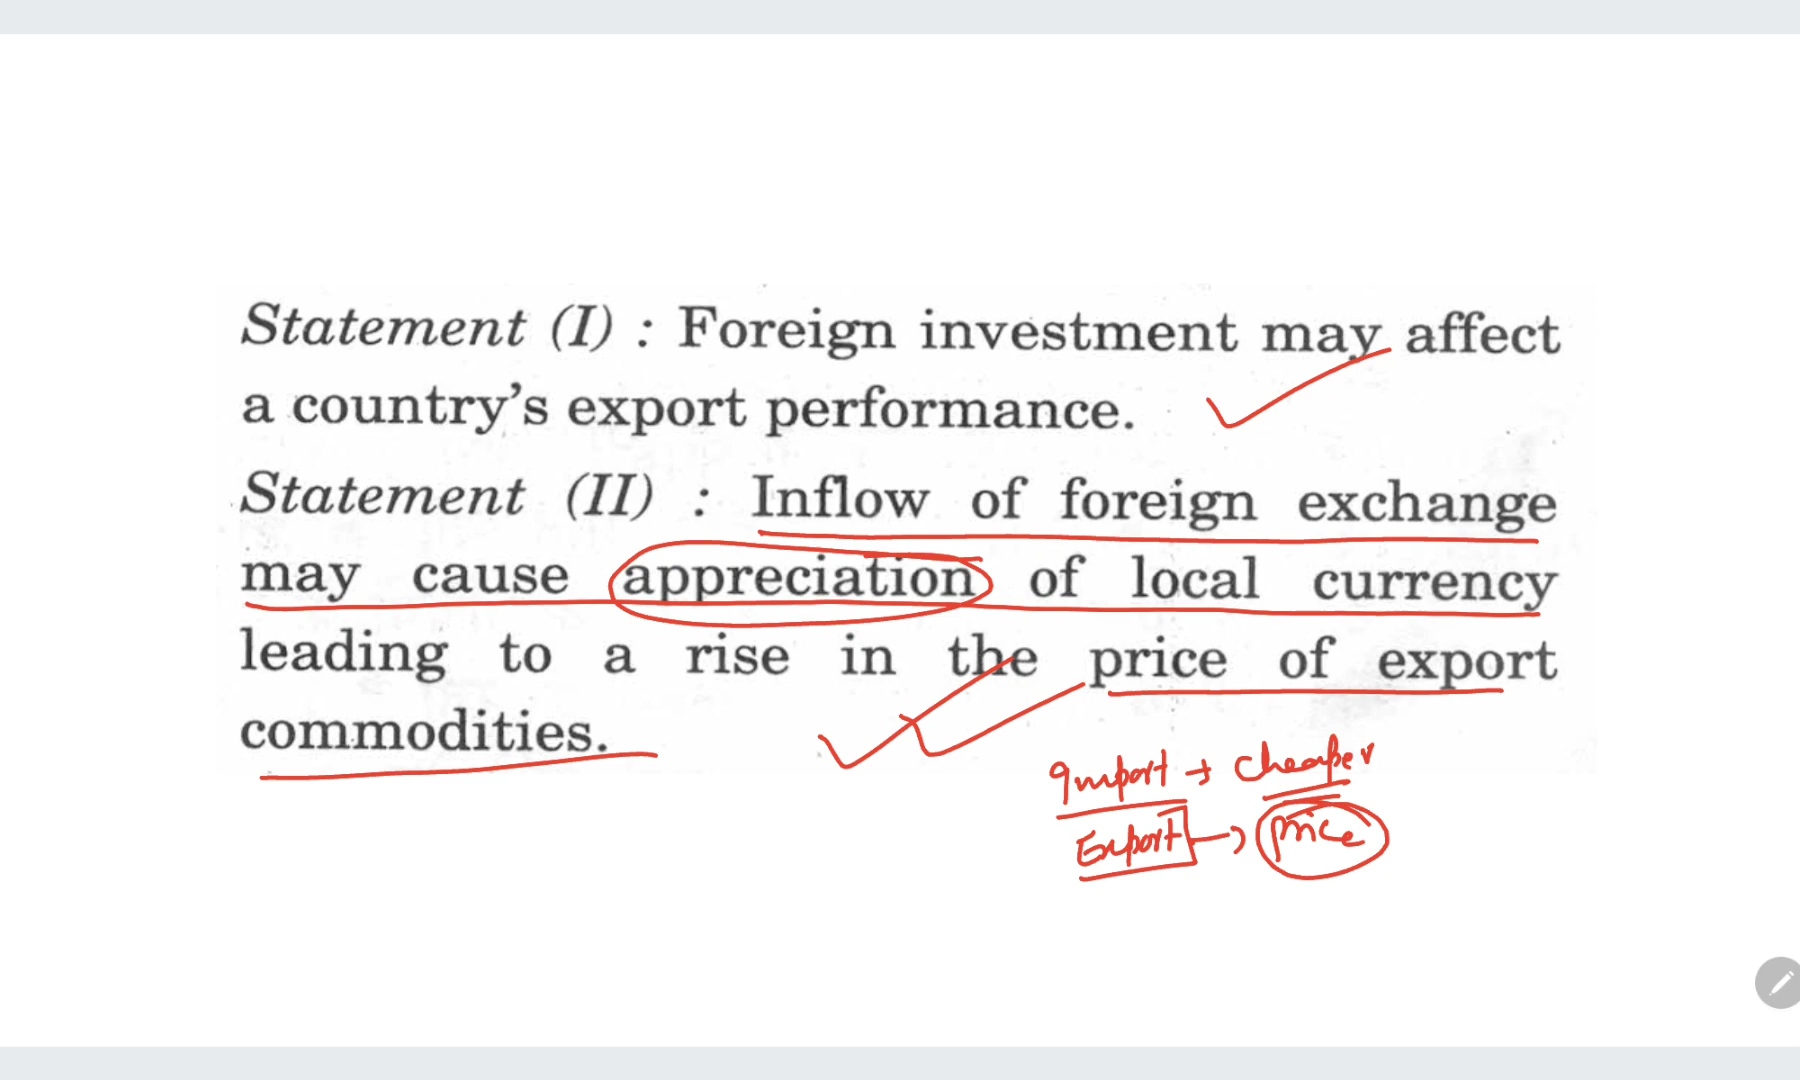 Statement (I) : Foreign investment may affect
a country's export performance.
Statement (II) : Inflow of foreign exchange
may cause appreciation of local currency
leading to a rise in the price of export
commodities.
Import → cheaper
Export → price